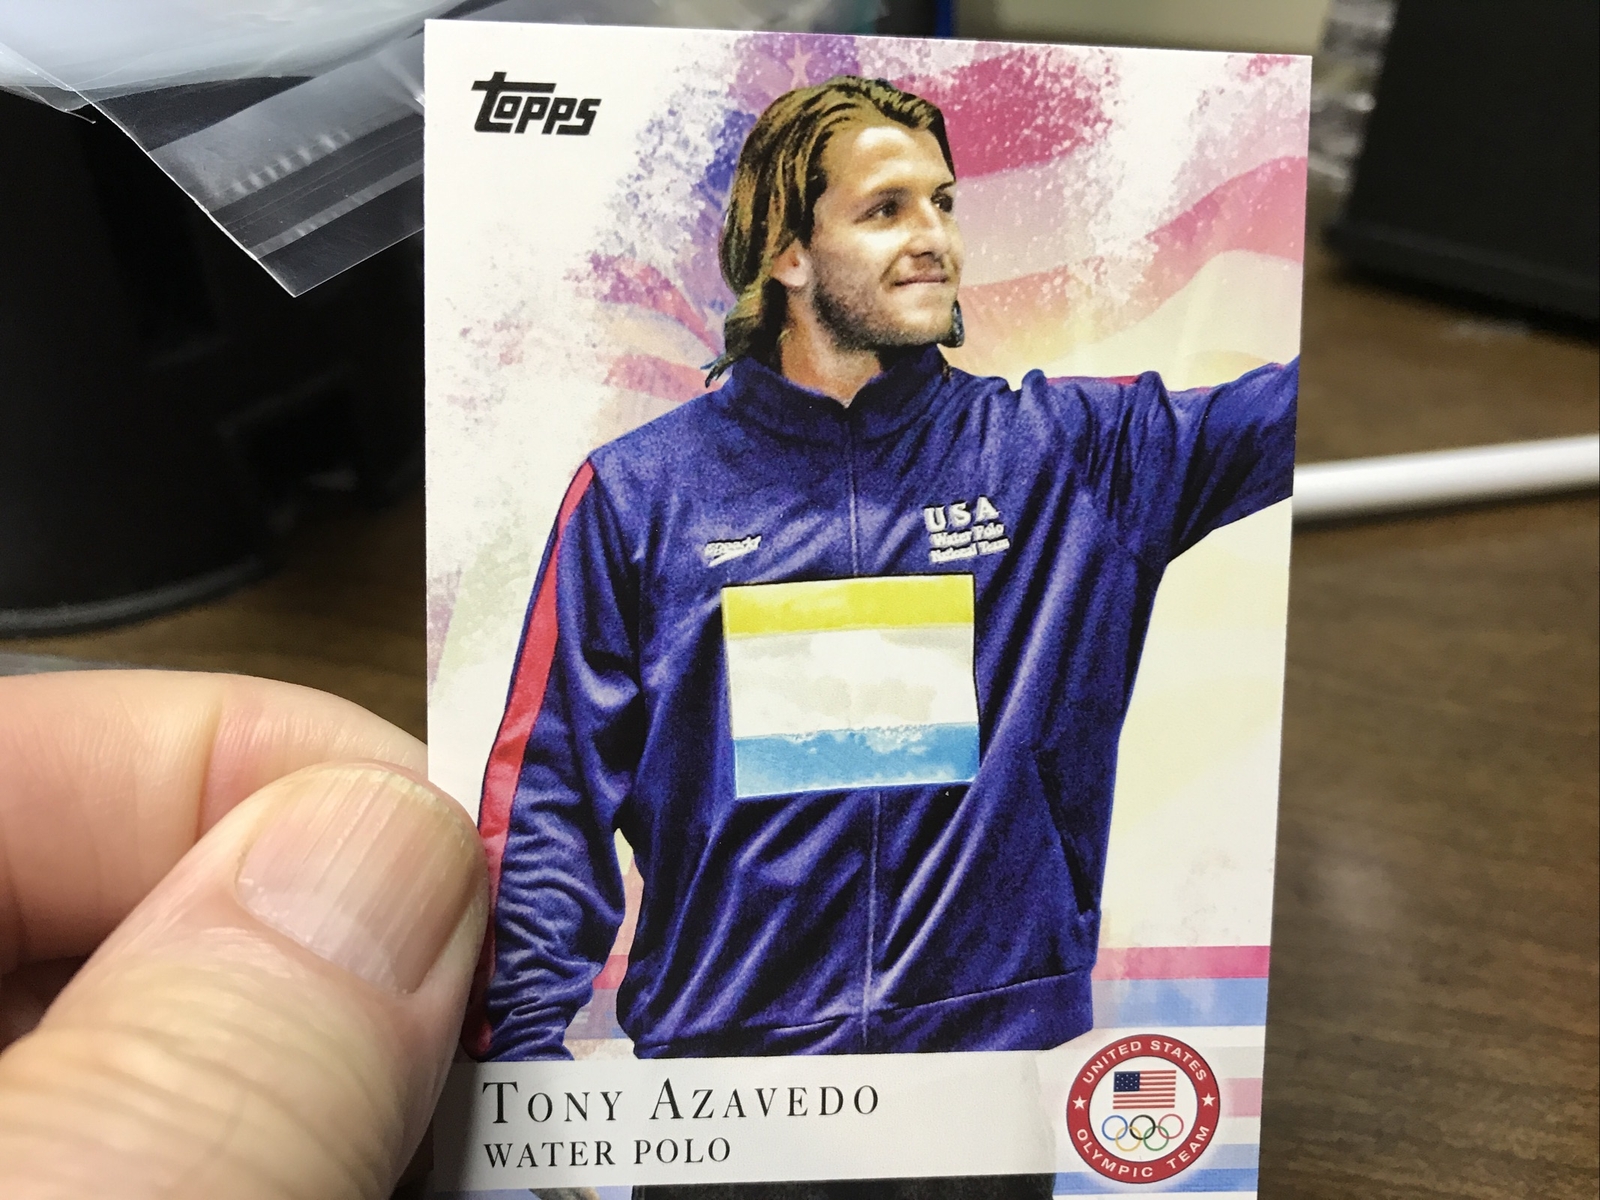 Topps
speedo
USA
Water Polo
National Team
TONY AZAVEDO
WATER POLO
UNITED STATES
OLYMPIC TEAM